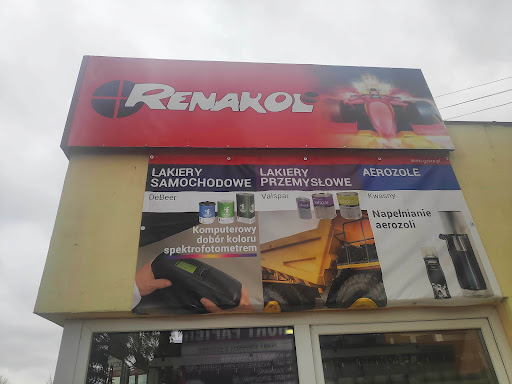 RENAKOL
LAKIERY
SAMOCHODOWE
DeBeer
Komputerowy
dobór koloru
spektrofotometrem
LAKIERY
PRZEMYSŁOWE
Valspar
AEROZOLE
Kwasny
Napełnianie
aerozoli